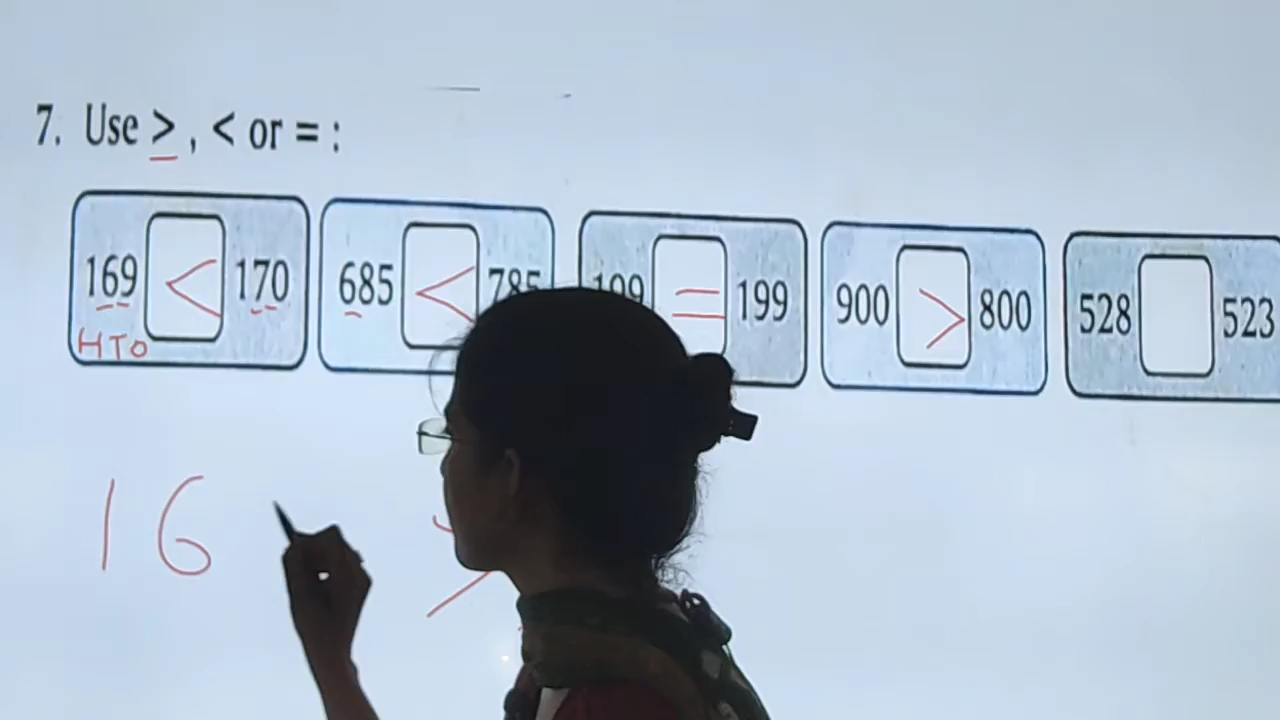 7. Use > , < or = :
169 < 170 685 < 785 199 = 199 900 > 800 528 523
HTO
16